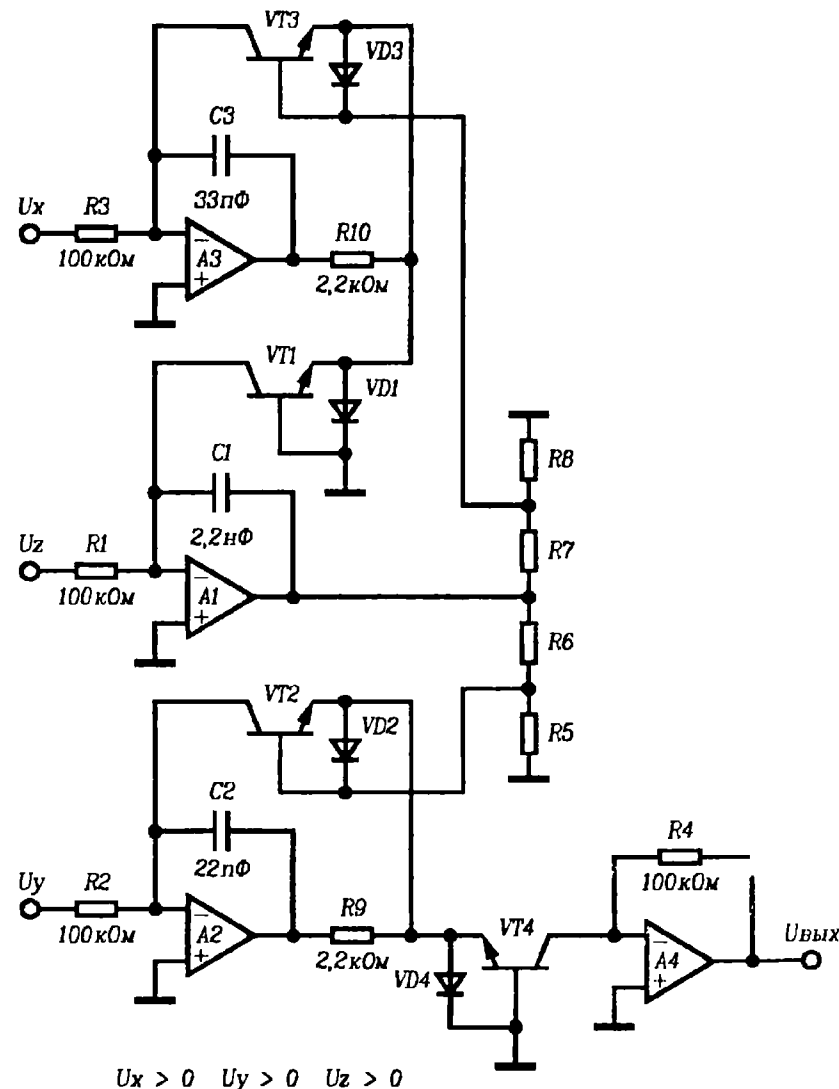 VT3
VD3
C3
33пФ
Ux
R3
100кОм
−
A3
+
R10
2,2кОм
VT1
VD1
C1
2,2нФ
R8
R7
Uz
R1
100кОм
−
A1
+
R6
VT2
VD2
R5
C2
22пФ
R4
100кОм
Uy
R2
100кОм
−
A2
+
R9
2,2кОм
VT4
VD4
−
A4
+
Uвых
Ux > 0 Uy > 0 Uz > 0